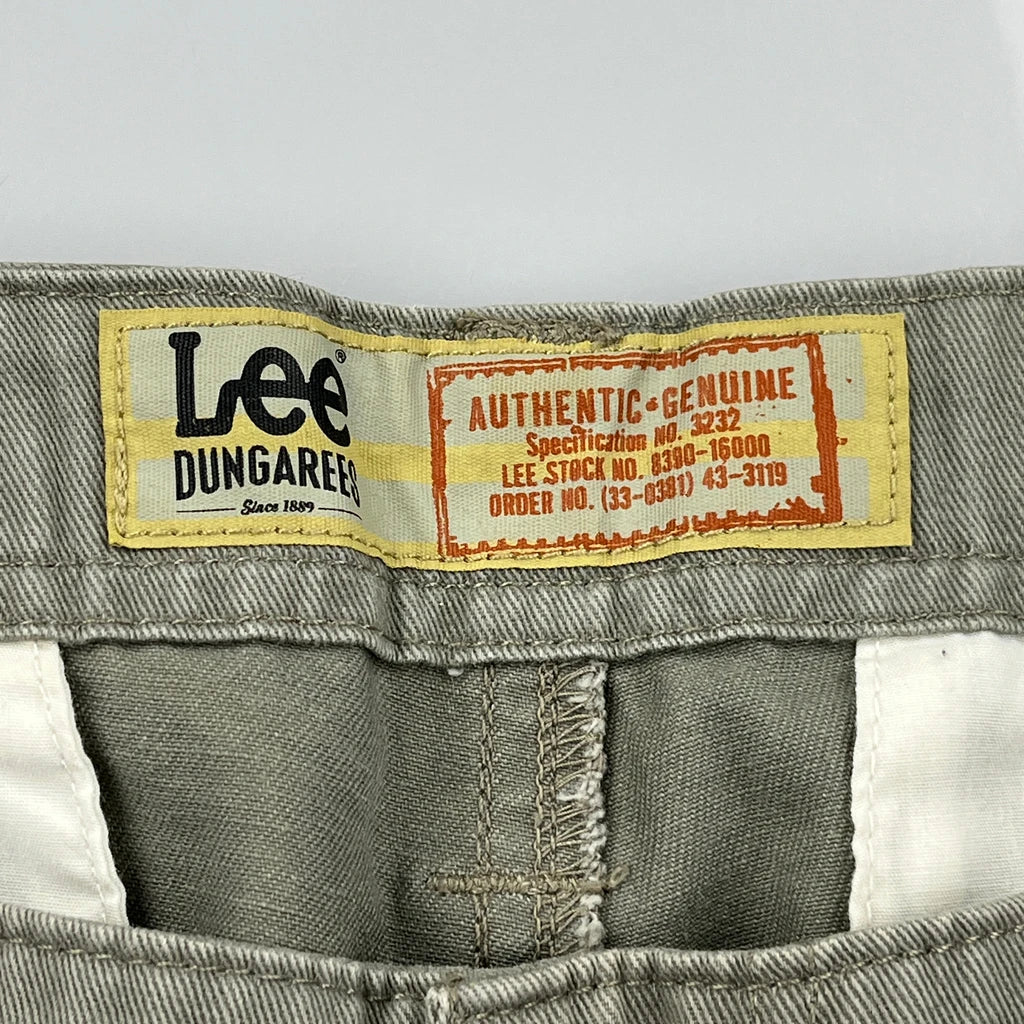 Lee®
DUNGAREES
Since 1889
AUTHENTIC • GENUINE
Specification NO. 3232
LEE STOCK NO. 8390-16000
ORDER NO. (33-0381) 43-3119